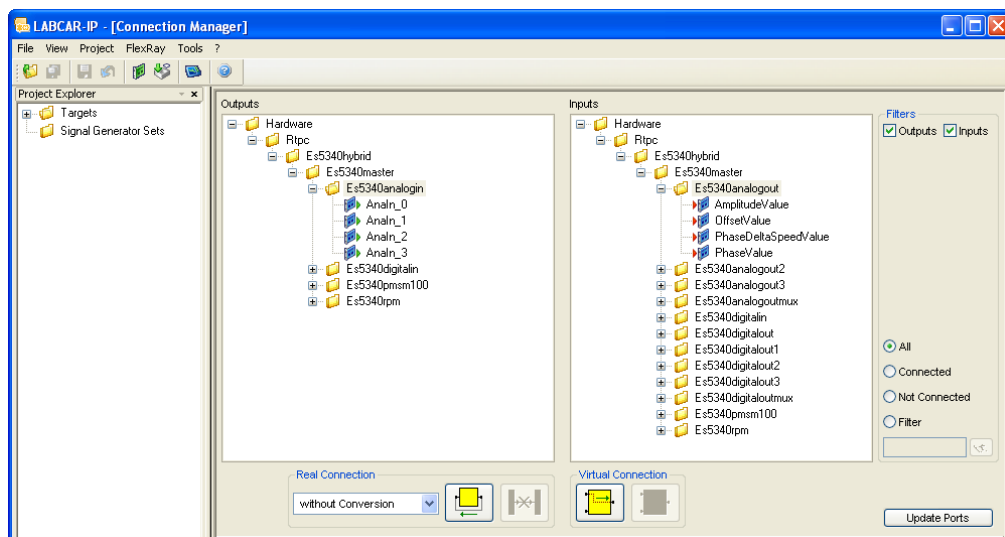 LABCAR-IP - [Connection Manager]
File View Project FlexRay Tools ?
Project Explorer
Targets
Signal Generator Sets
Outputs
Hardware
Rtpc
Es5340hybrid
Es5340master
Es5340analogin
AnaIn_0
AnaIn_1
AnaIn_2
AnaIn_3
Es5340digitalin
Es5340pmsm100
Es5340rpm
Inputs
Hardware
Rtpc
Es5340hybrid
Es5340master
Es5340analogout
AmplitudeValue
OffsetValue
PhaseDeltaSpeedValue
PhaseValue
Es5340analogout2
Es5340analogout3
Es5340analogoutmux
Es5340digitalin
Es5340digitalout
Es5340digitalout1
Es5340digitalout2
Es5340digitalout3
Es5340digitaloutmux
Es5340pmsm100
Es5340rpm
Filters
Outputs Inputs
All
Connected
Not Connected
Filter
Real Connection
without Conversion
Virtual Connection
Update Ports